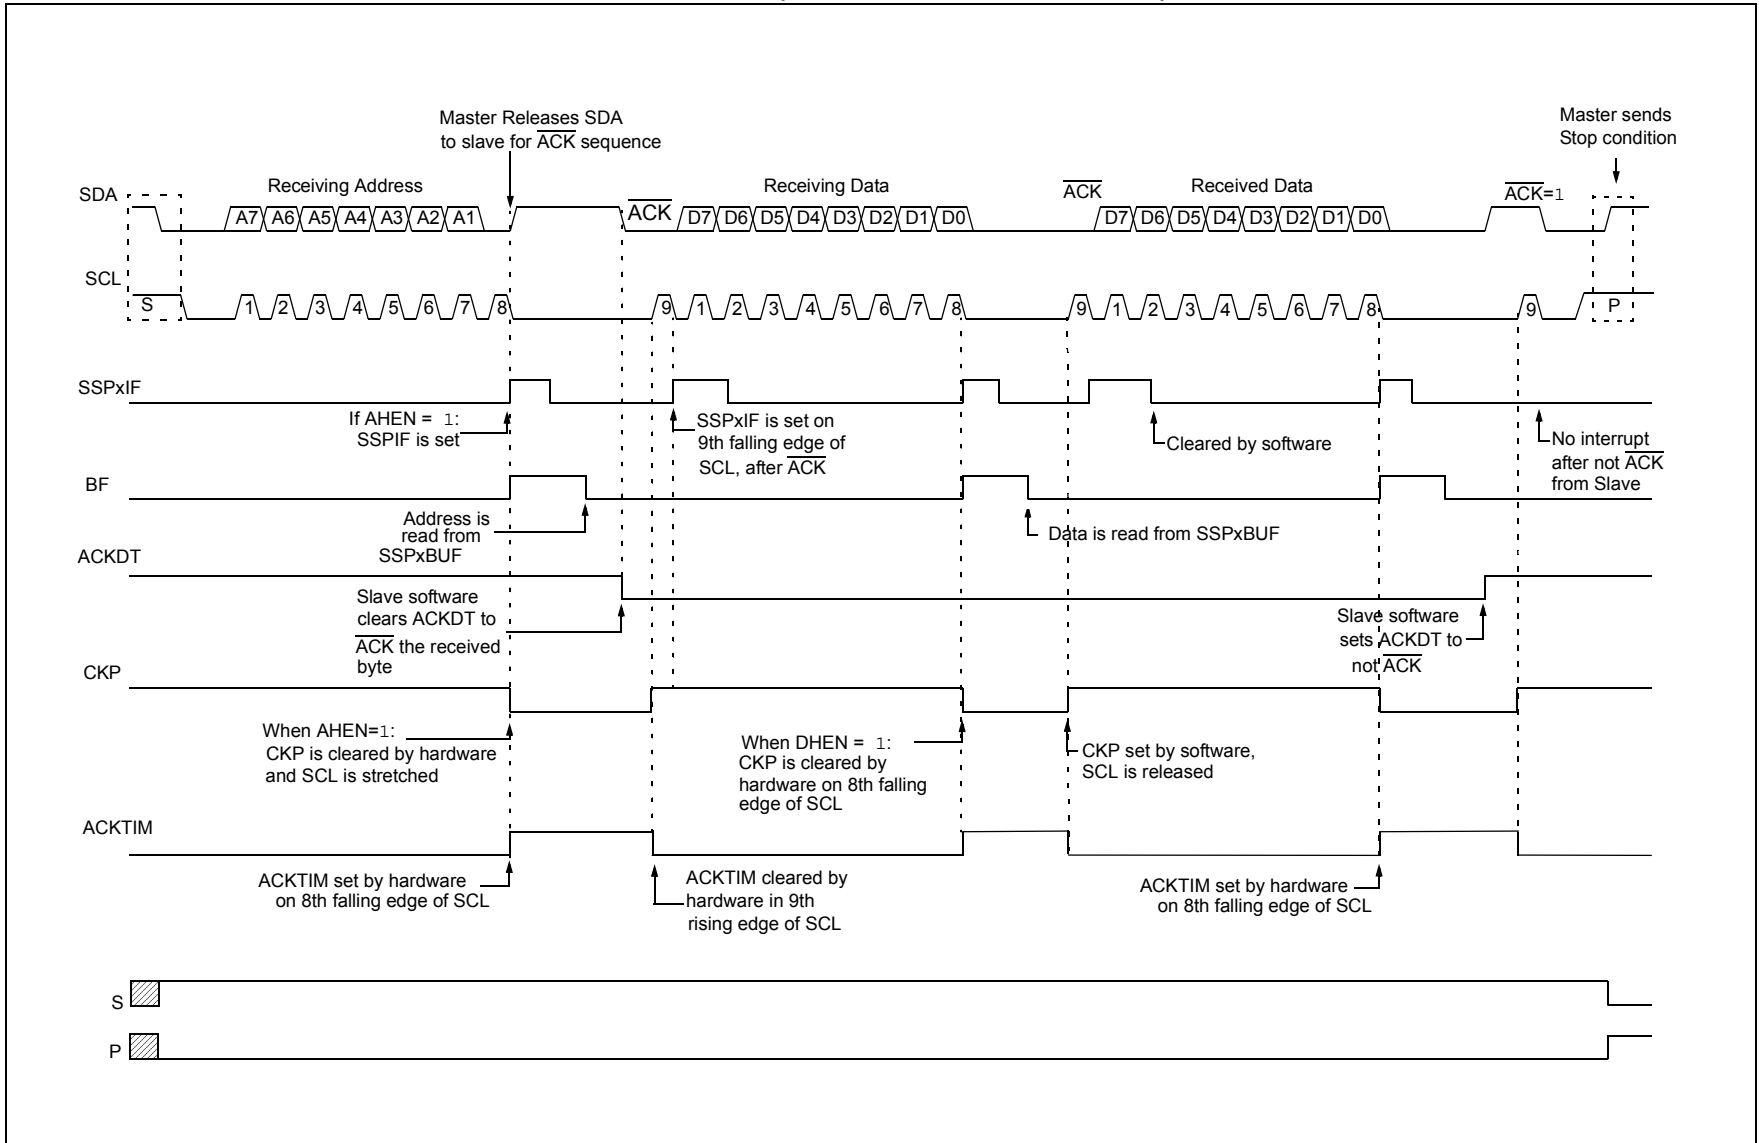 Master Releases SDA
to slave for ACK sequence
Master sends
Stop condition
SDA
Receiving Address
A7 A6 A5 A4 A3 A2 A1
ACK
Receiving Data
D7 D6 D5 D4 D3 D2 D1 D0
ACK
Received Data
D7 D6 D5 D4 D3 D2 D1 D0
ACK=1
SCL
S
1 2 3 4 5 6 7 8
9 1 2 3 4 5 6 7 8
9 1 2 3 4 5 6 7 8
9
P
SSPxIF
If AHEN = 1:
SSPIF is set
SSPxIF is set on
9th falling edge of
SCL, after ACK
Cleared by software
No interrupt
after not ACK
from Slave
BF
Address is
read from
SSPxBUF
Data is read from SSPxBUF
ACKDT
Slave software
clears ACKDT to
ACK the received
byte
Slave software
sets ACKDT to
not ACK
CKP
When AHEN=1:
CKP is cleared by hardware
and SCL is stretched
When DHEN = 1:
CKP is cleared by
hardware on 8th falling
edge of SCL
CKP set by software,
SCL is released
ACKTIM
ACKTIM set by hardware
on 8th falling edge of SCL
ACKTIM cleared by
hardware in 9th
rising edge of SCL
ACKTIM set by hardware
on 8th falling edge of SCL
S
P